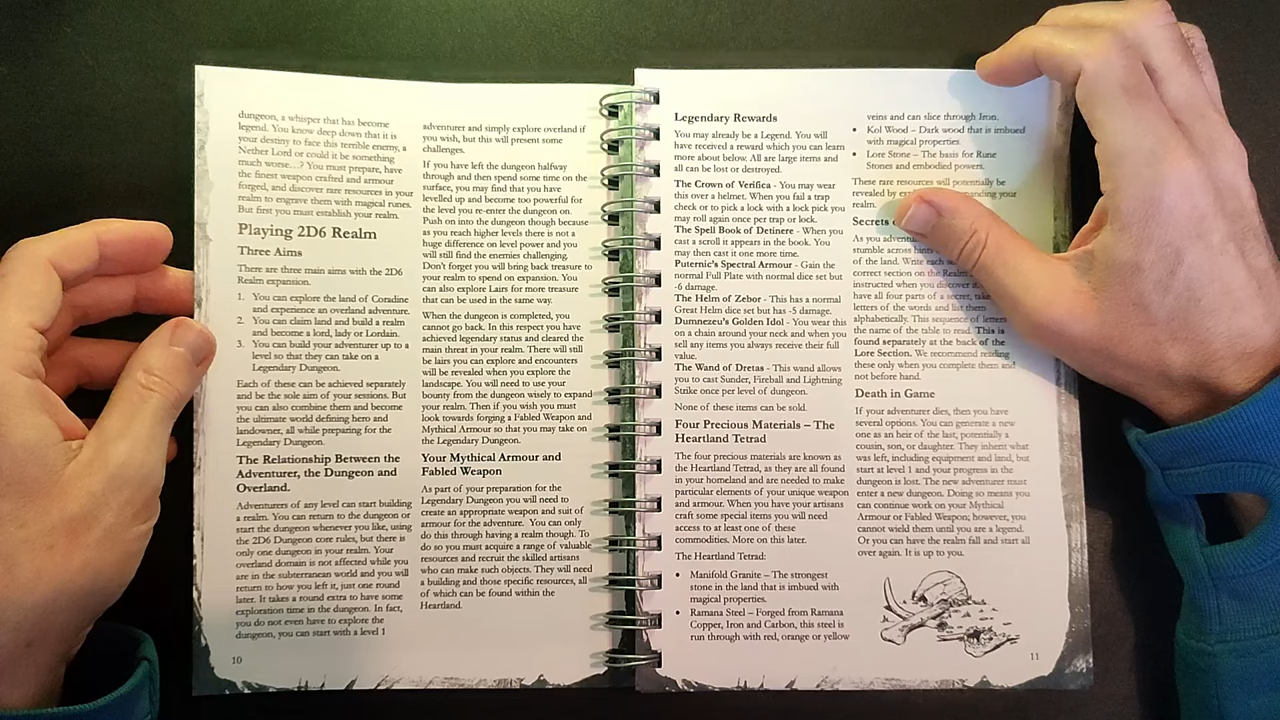 dungeon, a whisper that has become
legend. You know deep down that it is
your destiny to face this terrible enemy, a
Nether Lord or could it be something
much worse…? You must prepare, have
the finest weapon crafted and armour
forged, and discover rare resources in your
realm to engrave them with magical runes.
But first you must establish your realm.
Playing 2D6 Realm
Three Aims
There are three main aims with the 2D6
Realm expansion.
1. You can explore the land of Coradine
and experience an overland adventure.
2. You can claim land and build a realm
and become a lord, lady or Lordain.
3. You can build your adventurer up to a
level so that they can take on a
Legendary Dungeon.
Each of these can be achieved separately
and be the sole aim of your sessions. But
you can also combine them and become
the ultimate world defining hero and
landowner, all while preparing for the
Legendary Dungeon.
The Relationship Between the
Adventurer, the Dungeon and
Overland.
Adventurers of any level can start building
a realm. You can return to the dungeon or
start the dungeon whenever you like, using
the 2D6 Dungeon core rules, but there is
only one dungeon in your realm. Your
overland domain is not affected while you
are in the subterranean world and you will
return to how you left it, just one round
later. It takes a round extra to have some
exploration time in the dungeon. In fact,
you do not even have to explore the
dungeon, you can start with a level 1
10
adventurer and simply explore overland if
you wish, but this will present some
challenges.
If you have left the dungeon halfway
through and then spend some time on the
surface, you may find that you have
levelled up and become too powerful for
the level you re-enter the dungeon on.
Push on into the dungeon though because
as you reach higher levels there is not a
huge difference on level power and you
will still find the enemies challenging.
Don't forget you will bring back treasure to
your realm to spend on expansion. You
can also explore Lairs for more treasure
that can be used in the same way.
When the dungeon is completed, you
cannot go back. In this respect you have
achieved legendary status and cleared the
main threat in your realm. There will still
be lairs you can explore and encounters
will be revealed when you explore the
landscape. You will need to use your
bounty from the dungeon wisely to expand
your realm. Then if you wish you must
look towards forging a Fabled Weapon and
Mythical Armour so that you may take on
the Legendary Dungeon.
Your Mythical Armour and
Fabled Weapon
As part of your preparation for the
Legendary Dungeon you will need to
create an appropriate weapon and suit of
armour for the adventure. You can only
do this through having a realm though. To
do so you must acquire a range of valuable
resources and recruit the skilled artisans
who can make such objects. They will need
a building and those specific resources, all
of which can be found within the
Heartland.
Legendary Rewards
You may already be a Legend. You will
have received a reward which you can learn
more about below. All are large items and
all can be lost or destroyed.
The Crown of Verifica - You may wear
this over a helmet. When you fail a trap
check or to pick a lock with a lock pick you
may roll again once per trap or lock.
The Spell Book of Detinere - When you
cast a scroll it appears in the book. You
may then cast it one more time.
Puternic's Spectral Armour - Gain the
normal Full Plate with normal dice set but
-6 damage.
The Helm of Zebor - This has a normal
Great Helm dice set but has -5 damage.
Dumnezeu's Golden Idol - You wear this
on a chain around your neck and when you
sell any items you always receive their full
value.
The Wand of Dretas - This wand allows
you to cast Sunder, Fireball and Lightning
Strike once per level of dungeon.
None of these items can be sold.
Four Precious Materials – The
Heartland Tetrad
The four precious materials are known as
the Heartland Tetrad, as they are all found
in your homeland and are needed to make
particular elements of your unique weapon
and armour. When you have your artisans
craft some special items you will need
access to at least one of these
commodities. More on this later.
The Heartland Tetrad:
• Manifold Granite – The strongest
stone in the land that is imbued with
magical properties.
• Ramana Steel – Forged from Ramana
Copper, Iron and Carbon, this steel is
run through with red, orange or yellow
veins and can slice through Iron.
• Kol Wood – Dark wood that is imbued
with magical properties.
• Lore Stone – The basis for Rune
Stones and embodied powers.
These rare resources will potentially be
revealed by expanding your
realm.
Secrets
As you
stumble across hints
of the land. Write each
correct section on the Realm
instructed when you discover it.
have all four parts of a secret, take
letters of the words and list them
alphabetically. This sequence of letters
the name of the table to read. This is
found separately at the back of the
Lore Section. We recommend reading
these only when you complete them and
not before hand.
Death in Game
If your adventurer dies, then you have
several options. You can generate a new
one as an heir of the last, potentially a
cousin, son, or daughter. They inherit what
was left, including equipment and land, but
start at level 1 and your progress in the
dungeon is lost. The new adventurer must
enter a new dungeon. Doing so means you
can continue work on your Mythical
Armour or Fabled Weapon; however, you
cannot wield them until you are a legend.
Or you can have the realm fall and start all
over again. It is up to you.
11